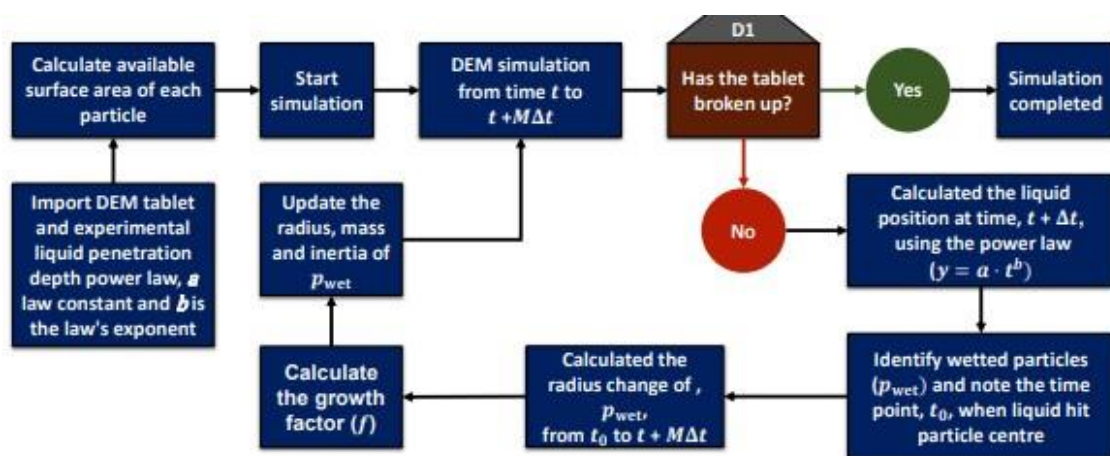 D1
Calculate available
surface area of each
particle
Start
simulation
DEM simulation
from time t to
t +MΔt
Has the tablet
broken up?
Yes
Simulation
completed
Import DEM tablet
and experimental
liquid penetration
depth power law, a
law constant and b is
the law's exponent
Update the
radius, mass
and inertia of
p_wet
No
Calculated the liquid
position at time, t + Δt,
using the power law
(y = a · t^b)
Calculate
the growth
factor (f)
Calculated the
radius change of ,
p_wet,
from t_0 to t + MΔt
Identify wetted particles
(p_wet) and note the time
point, t_0, when liquid hit
particle centre